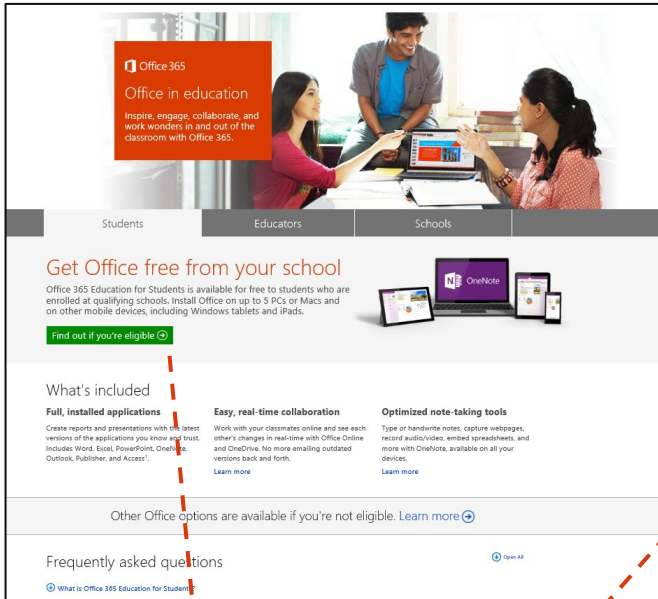 Office 365
Office in education
Inspire, engage, collaborate, and
work wonders in and out of the
classroom with Office 365.
Students
Educators
Schools
Get Office free from your school
Office 365 Education for Students is available for free to students who are
enrolled at qualifying schools. Install Office on up to 5 PCs or Macs and
on other mobile devices, including Windows tablets and iPads.
Find out if you're eligible
OneNote
What's included
Full, installed applications
Create reports and presentations with the latest
versions of the applications you know and trust.
Includes Word, Excel, PowerPoint, OneNote,
Outlook, Publisher, and Access¹.
Easy, real-time collaboration
Work with your classmates online and see each
other's changes in real-time with Office Online
and OneDrive. No more emailing outdated
versions back and forth.
Learn more
Optimized note-taking tools
Type or handwrite notes, capture webpages,
record audio/video, embed spreadsheets, and
more with OneNote, available on all your
devices.
Learn more
Other Office options are available if you're not eligible. Learn more
Frequently asked questions
Open All
What is Office 365 Education for Students?